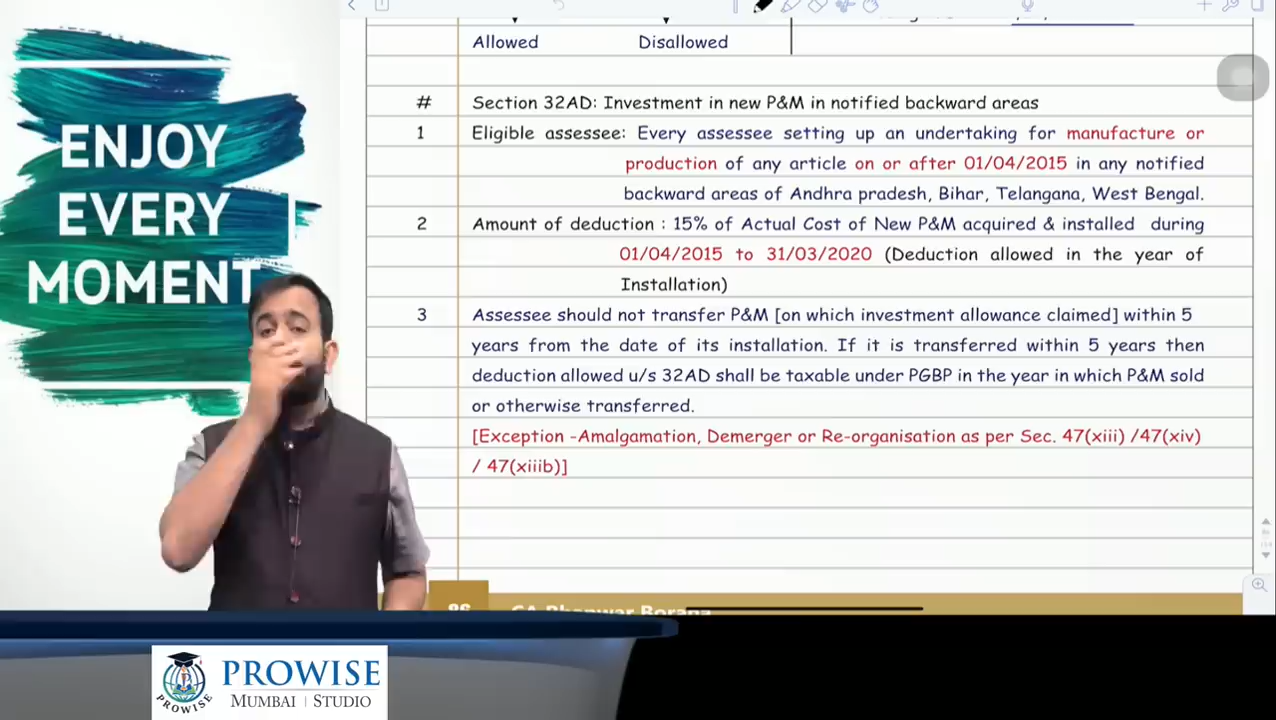 ENJOY
EVERY
MOMENT
Allowed Disallowed
# Section 32AD: Investment in new P&M in notified backward areas
1 Eligible assessee: Every assessee setting up an undertaking for manufacture or
production of any article on or after 01/04/2015 in any notified
backward areas of Andhra pradesh, Bihar, Telangana, West Bengal.
2 Amount of deduction : 15% of Actual Cost of New P&M acquired & installed during
01/04/2015 to 31/03/2020 (Deduction allowed in the year of
Installation)
3 Assessee should not transfer P&M [on which investment allowance claimed] within 5
years from the date of its installation. If it is transferred within 5 years then
deduction allowed u/s 32AD shall be taxable under PGBP in the year in which P&M sold
or otherwise transferred.
[Exception -Amalgamation, Demerger or Re-organisation as per Sec. 47(xiii) /47(xiv)
/ 47(xiiib)]
86 CA Bhanwar Borana
PROWISE
PROWISE
MUMBAI | STUDIO